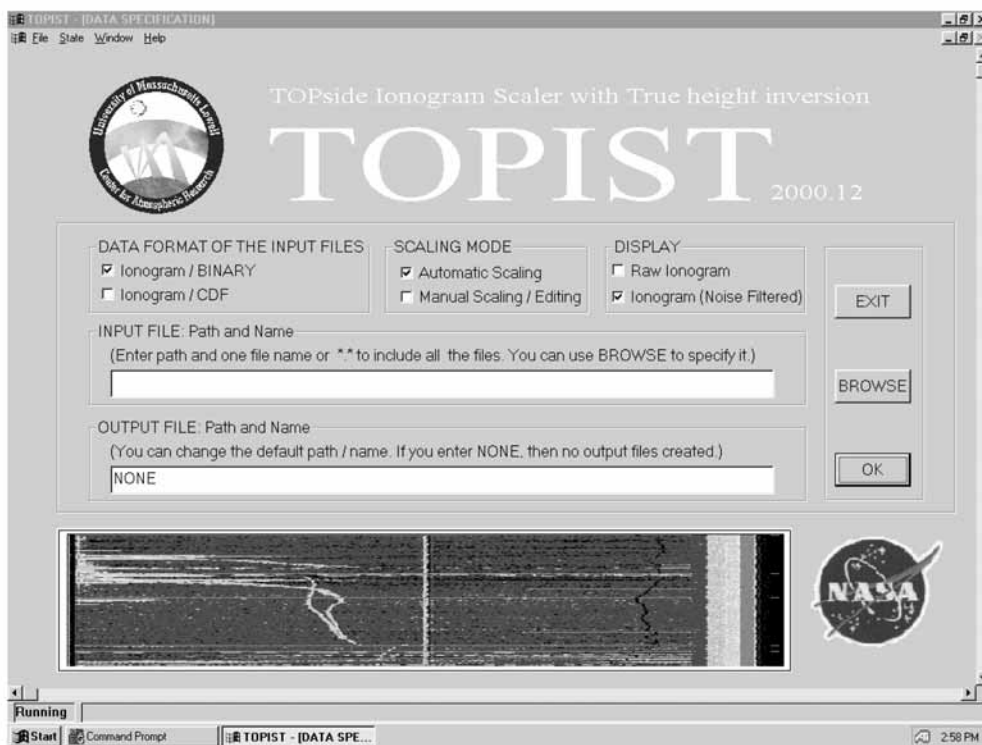 TOPIST - [DATA SPECIFICATION]
File State Window Help
University of Massachusetts Lowell
Center for Atmospheric Research
TOPside Ionogram Scaler with True height inversion
TOPIST
2000.12
DATA FORMAT OF THE INPUT FILES
Ionogram / BINARY
Ionogram / CDF
SCALING MODE
Automatic Scaling
Manual Scaling / Editing
DISPLAY
Raw Ionogram
Ionogram (Noise Filtered)
EXIT
INPUT FILE: Path and Name
(Enter path and one file name or "*.*" to include all the files. You can use BROWSE to specify it.)
BROWSE
OUTPUT FILE: Path and Name
(You can change the default path / name. If you enter NONE, then no output files created.)
NONE
OK
NASA
Running
Start Command Prompt TOPIST - [DATA SPE... 2:58 PM